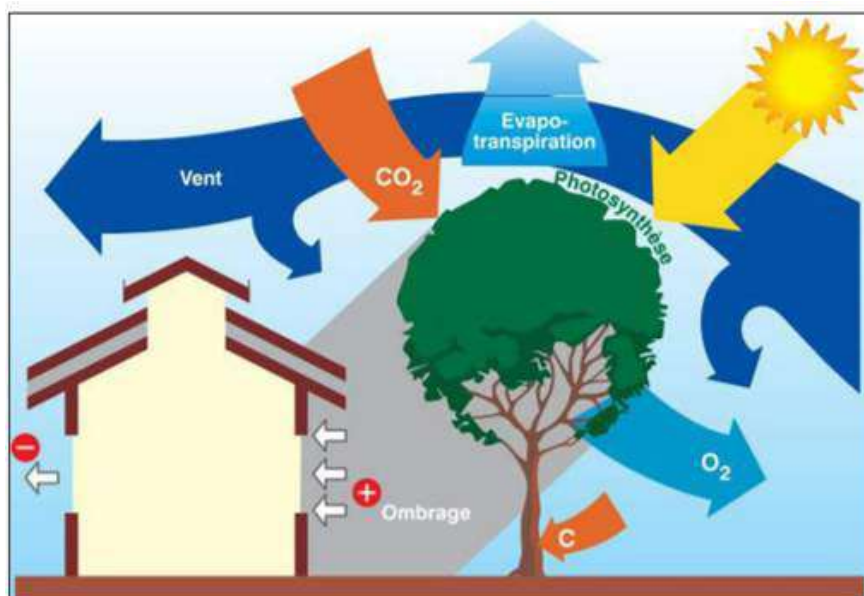 Evapo-
transpiration
Vent
CO₂
Photosynthèse
−
O₂
+
Ombrage
C